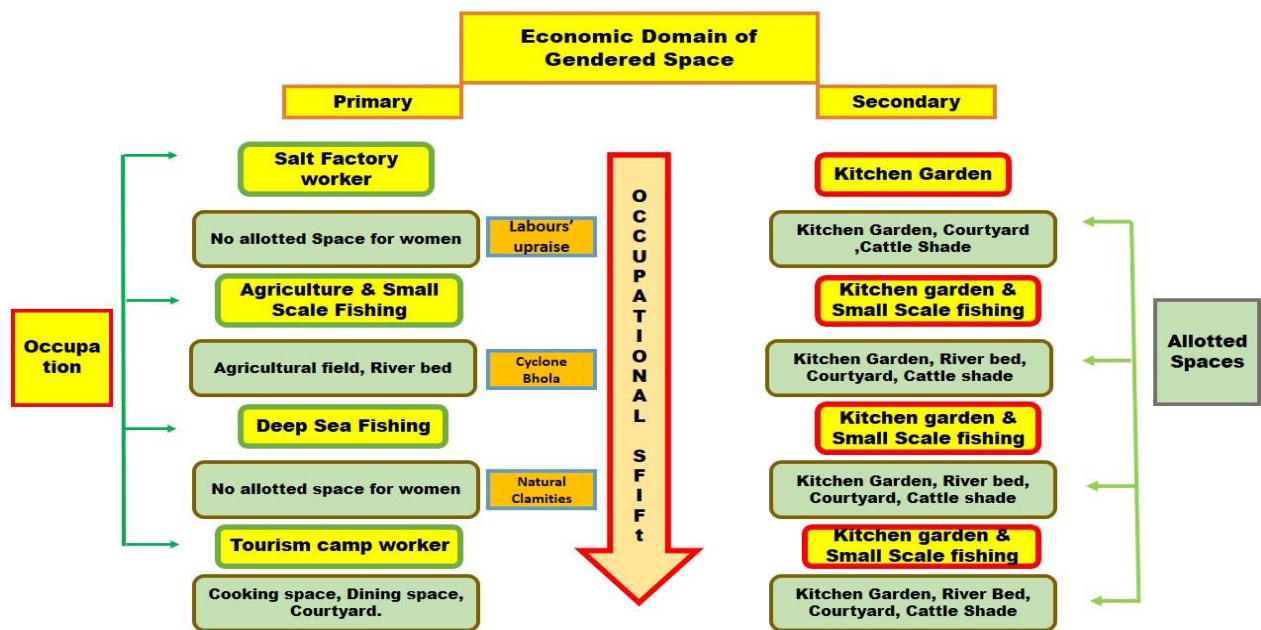 Economic Domain of
Gendered Space
Primary
Secondary
Salt Factory
worker
Kitchen Garden
No allotted Space for women
Labours’
upraise
Kitchen Garden, Courtyard
,Cattle Shade
Agriculture & Small
Scale Fishing
Kitchen garden &
Small Scale fishing
Occupa
tion
Agricultural field, River bed
Cyclone
Bhola
Kitchen Garden, River bed,
Courtyard, Cattle shade
Allotted
Spaces
Deep Sea Fishing
Kitchen garden &
Small Scale fishing
No allotted space for women
Natural
Clamities
Kitchen Garden, River bed,
Courtyard, Cattle shade
Tourism camp worker
Kitchen garden &
Small Scale fishing
Cooking space, Dining space,
Courtyard.
Kitchen Garden, River Bed,
Courtyard, Cattle Shade
OCCUPATIONAL SFIFt